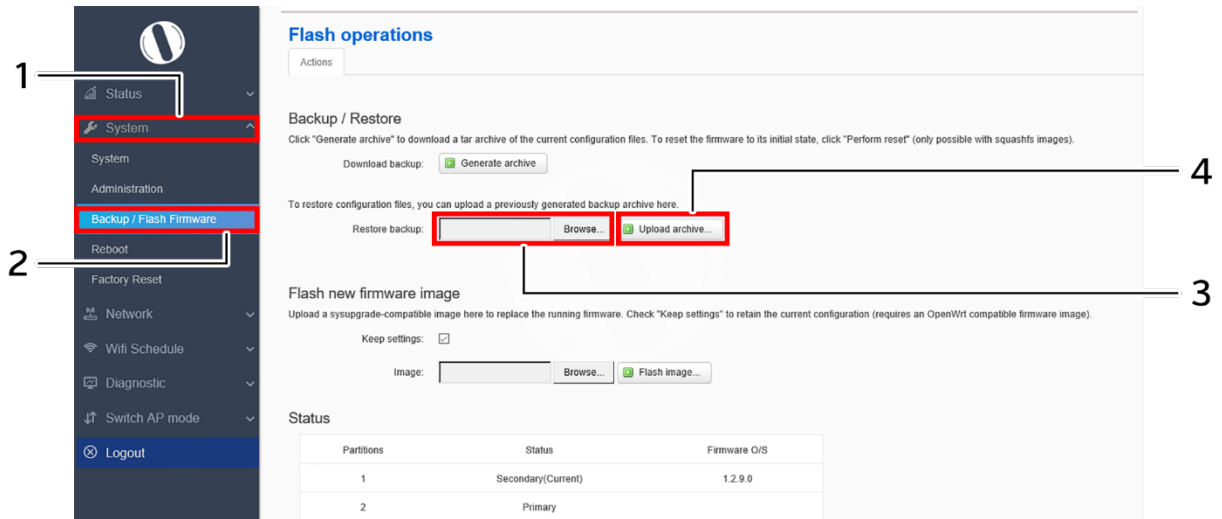 Flash operations
Actions
1
Status
System
System
Administration
Backup / Flash Firmware
2
Reboot
Factory Reset
Network
Wifi Schedule
Diagnostic
Switch AP mode
Logout
Backup / Restore
Click "Generate archive" to download a tar archive of the current configuration files. To reset the firmware to its initial state, click "Perform reset" (only possible with squashfs images).
Download backup: Generate archive
4
To restore configuration files, you can upload a previously generated backup archive here.
Restore backup: Browse... Upload archive...
3
Flash new firmware image
Upload a sysupgrade-compatible image here to replace the running firmware. Check "Keep settings" to retain the current configuration (requires an OpenWrt compatible firmware image).
Keep settings:
Image: Browse... Flash image...
Status
Partitions Status Firmware O/S
1 Secondary(Current) 1.2.9.0
2 Primary